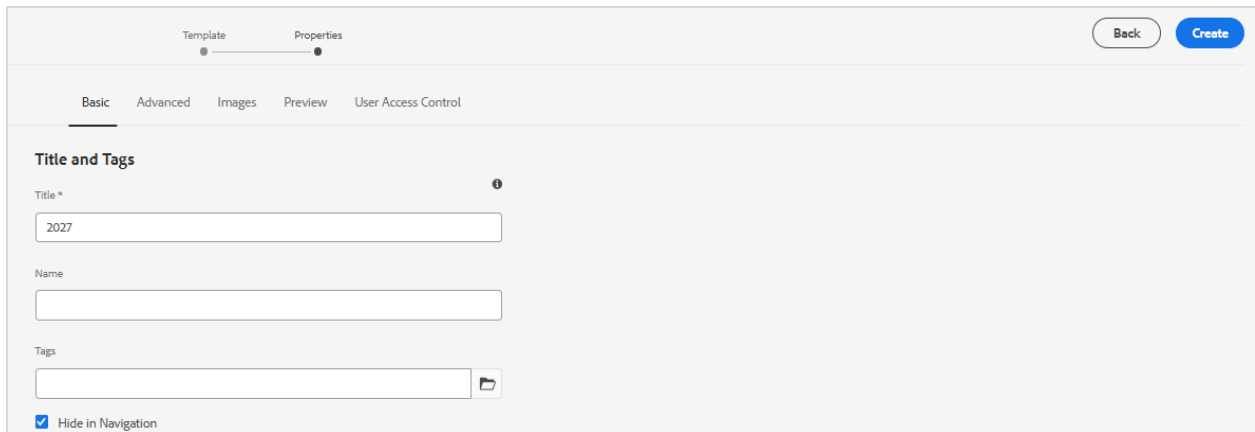 Template Properties
Back Create
Basic Advanced Images Preview User Access Control
Title and Tags
Title *
2027
Name
Tags
Hide in Navigation